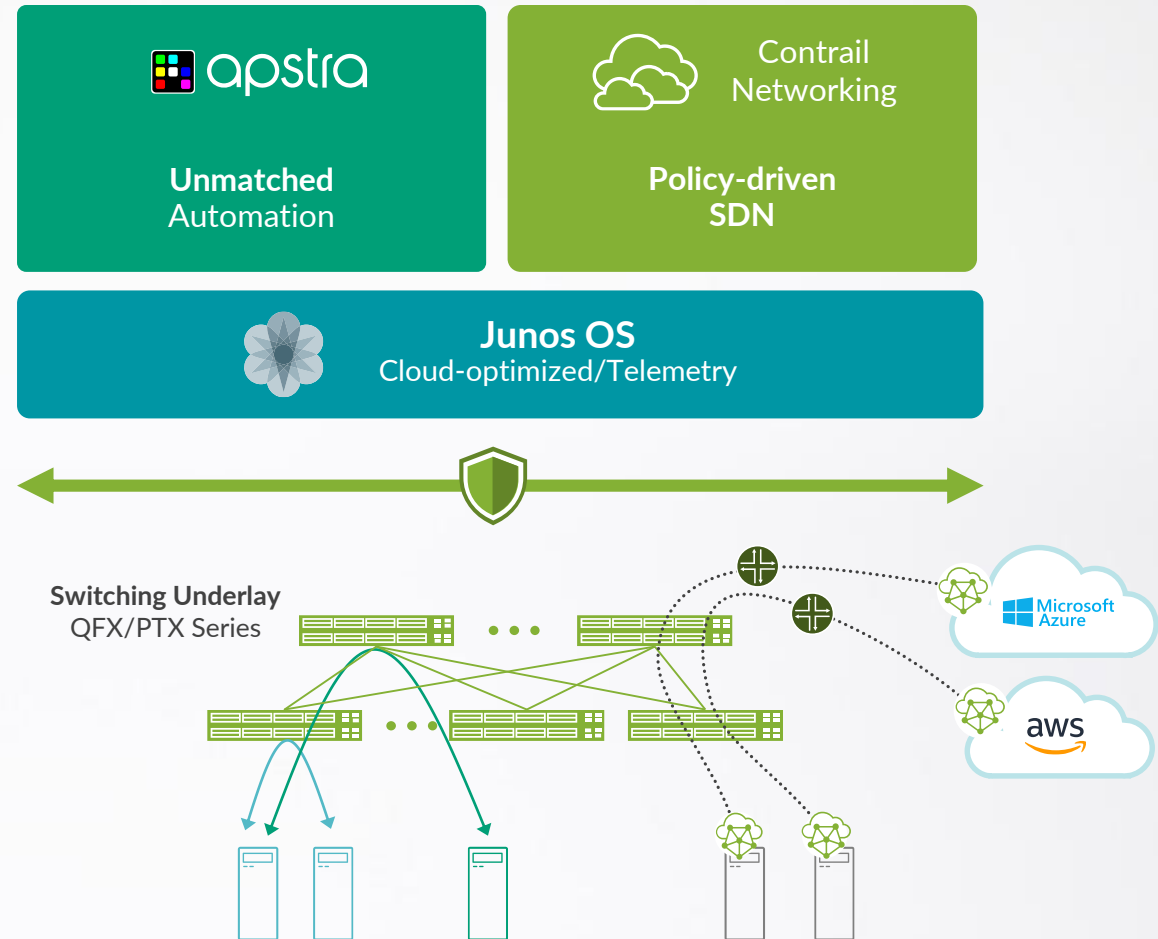 apstra
Unmatched
Automation
Contrail
Networking
Policy-driven
SDN
Junos OS
Cloud-optimized/Telemetry
Switching Underlay
QFX/PTX Series
Microsoft
Azure
aws